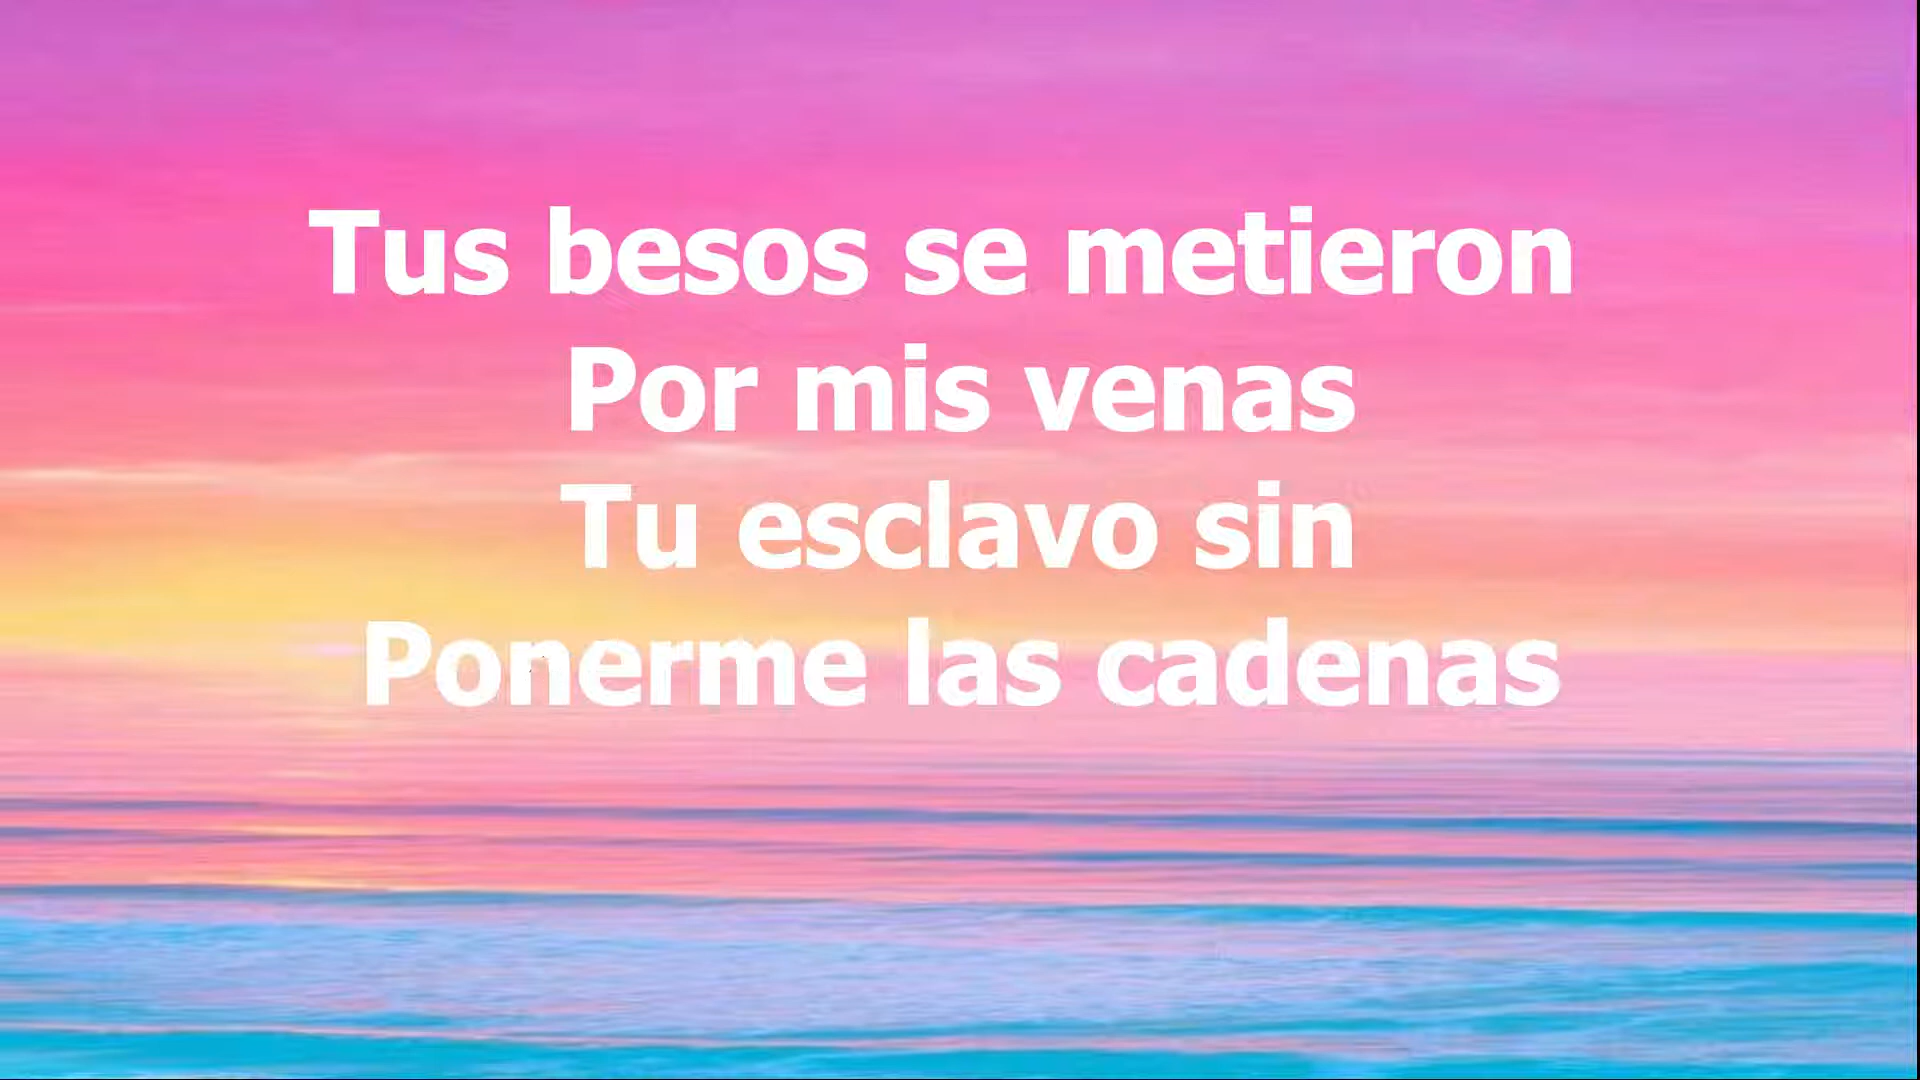 Tus besos se metieron
Por mis venas
Tu esclavo sin
Ponerme las cadenas